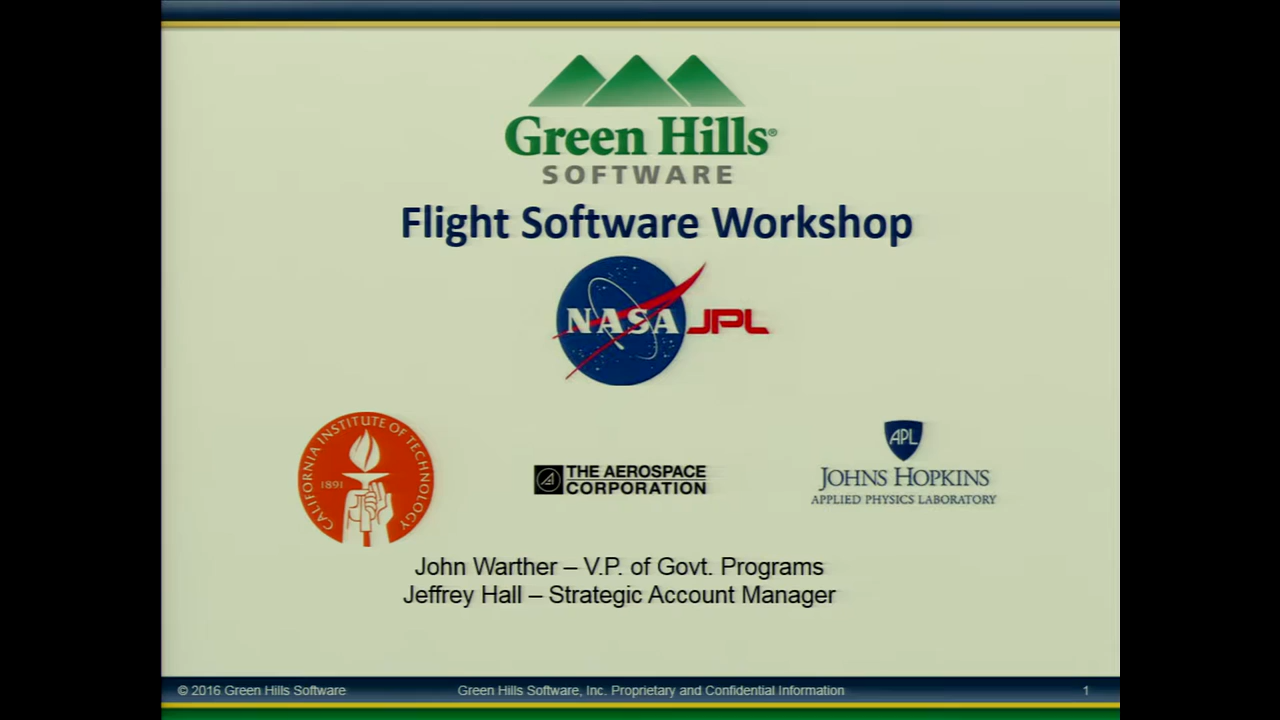 Green Hills®
SOFTWARE
Flight Software Workshop
NASA JPL
CALIFORNIA INSTITUTE OF TECHNOLOGY
1891
THE AEROSPACE
CORPORATION
APL
JOHNS HOPKINS
APPLIED PHYSICS LABORATORY
John Warther – V.P. of Govt. Programs
Jeffrey Hall – Strategic Account Manager
© 2016 Green Hills Software
Green Hills Software, Inc. Proprietary and Confidential Information
1